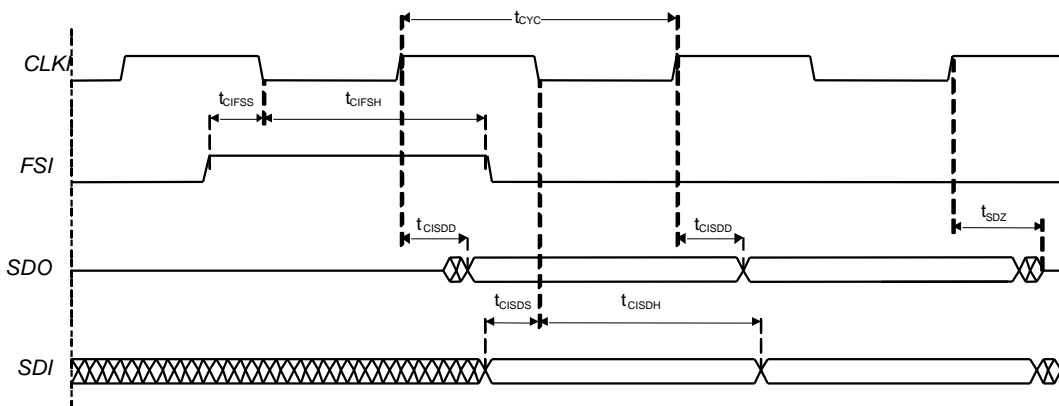 tCYC
CLKI
tCIFSS tCIFSH
FSI
tCISDD tCISDD tSDZ
SDO
tCISDS tCISDH
SDI